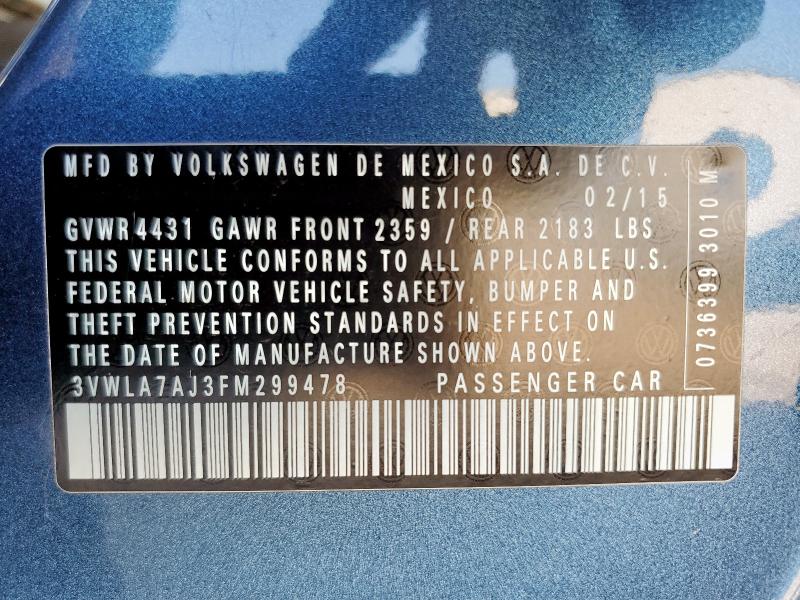 MFD BY VOLKSWAGEN DE MEXICO S.A. DE C.V.
MEXICO 02/15
GVWR4431 GAWR FRONT 2359 / REAR 2183 LBS
THIS VEHICLE CONFORMS TO ALL APPLICABLE U.S.
FEDERAL MOTOR VEHICLE SAFETY, BUMPER AND
THEFT PREVENTION STANDARDS IN EFFECT ON
THE DATE OF MANUFACTURE SHOWN ABOVE.
3VWLA7AJ3FM299478 PASSENGER CAR
0736399 3010 M